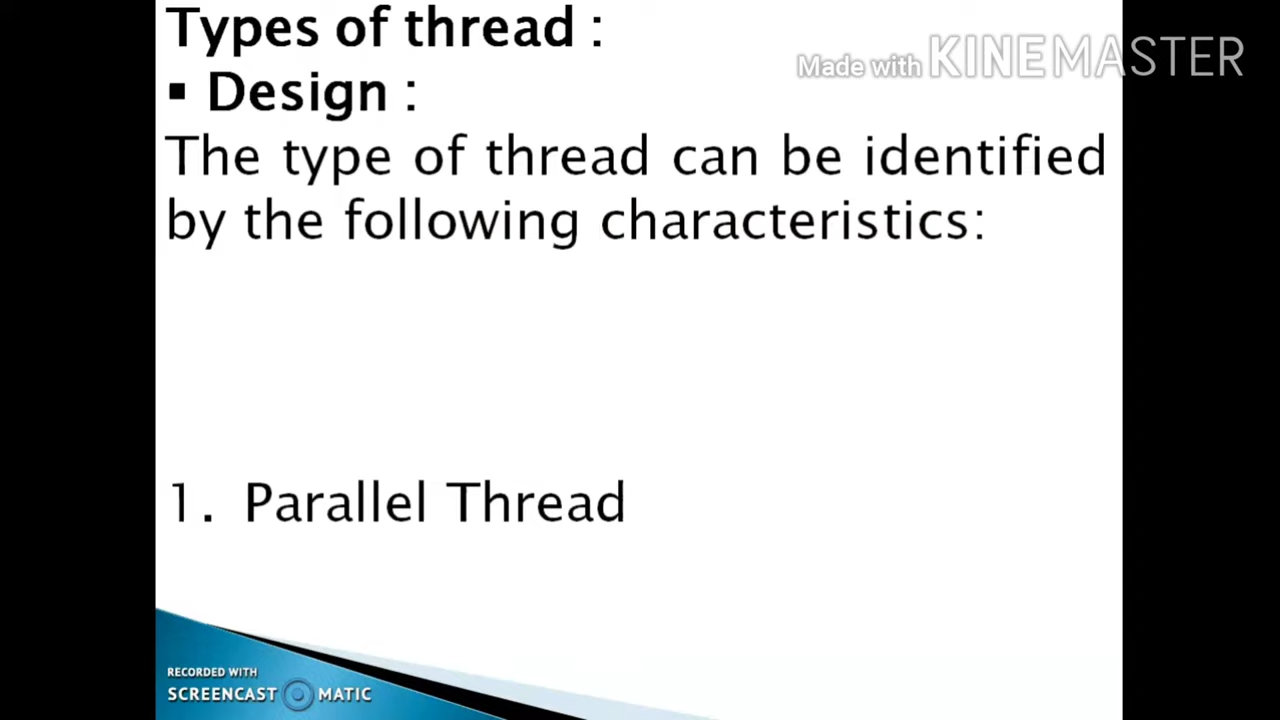 Types of thread :
Made with KINEMASTER
▪ Design :
The type of thread can be identified
by the following characteristics:
1. Parallel Thread
RECORDED WITH
SCREENCAST MATIC